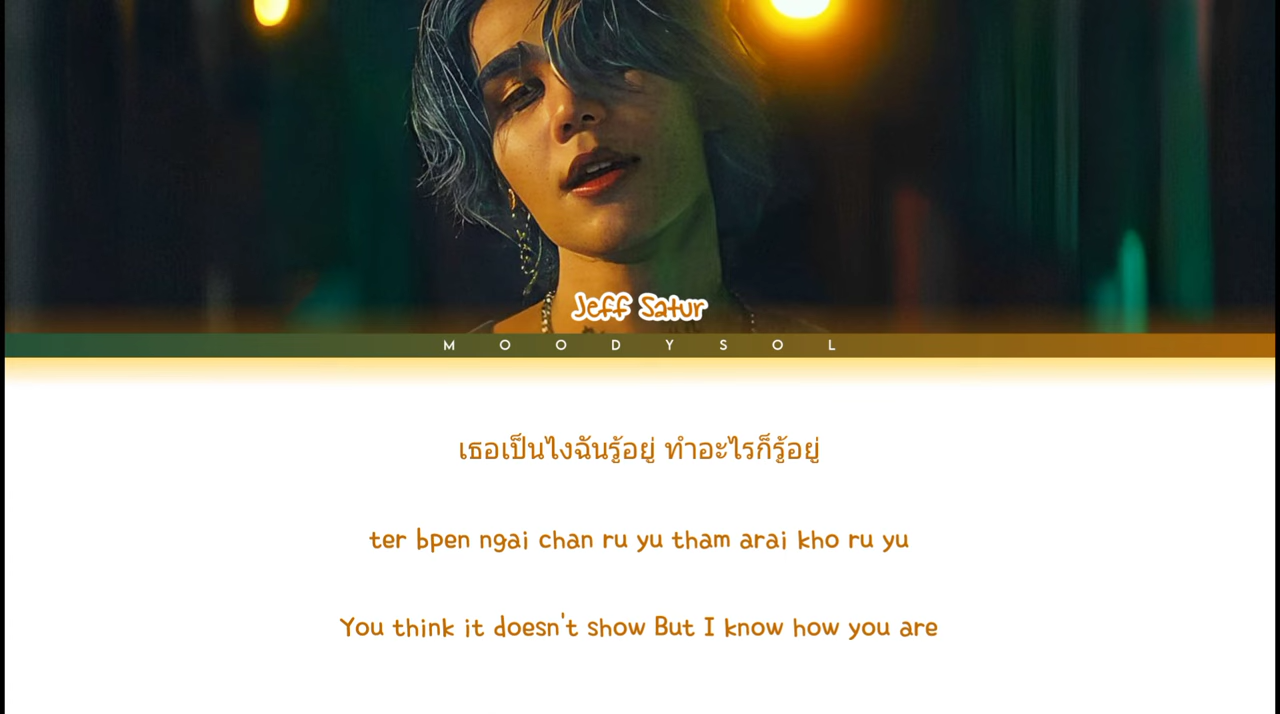 Jeff Satur
MOODYSOL
เธอเป็นไงฉันรู้อยู่ ทำอะไรก็รู้อยู่
ter bpen ngai chan ru yu tham arai kho ru yu
You think it doesn't show But I know how you are